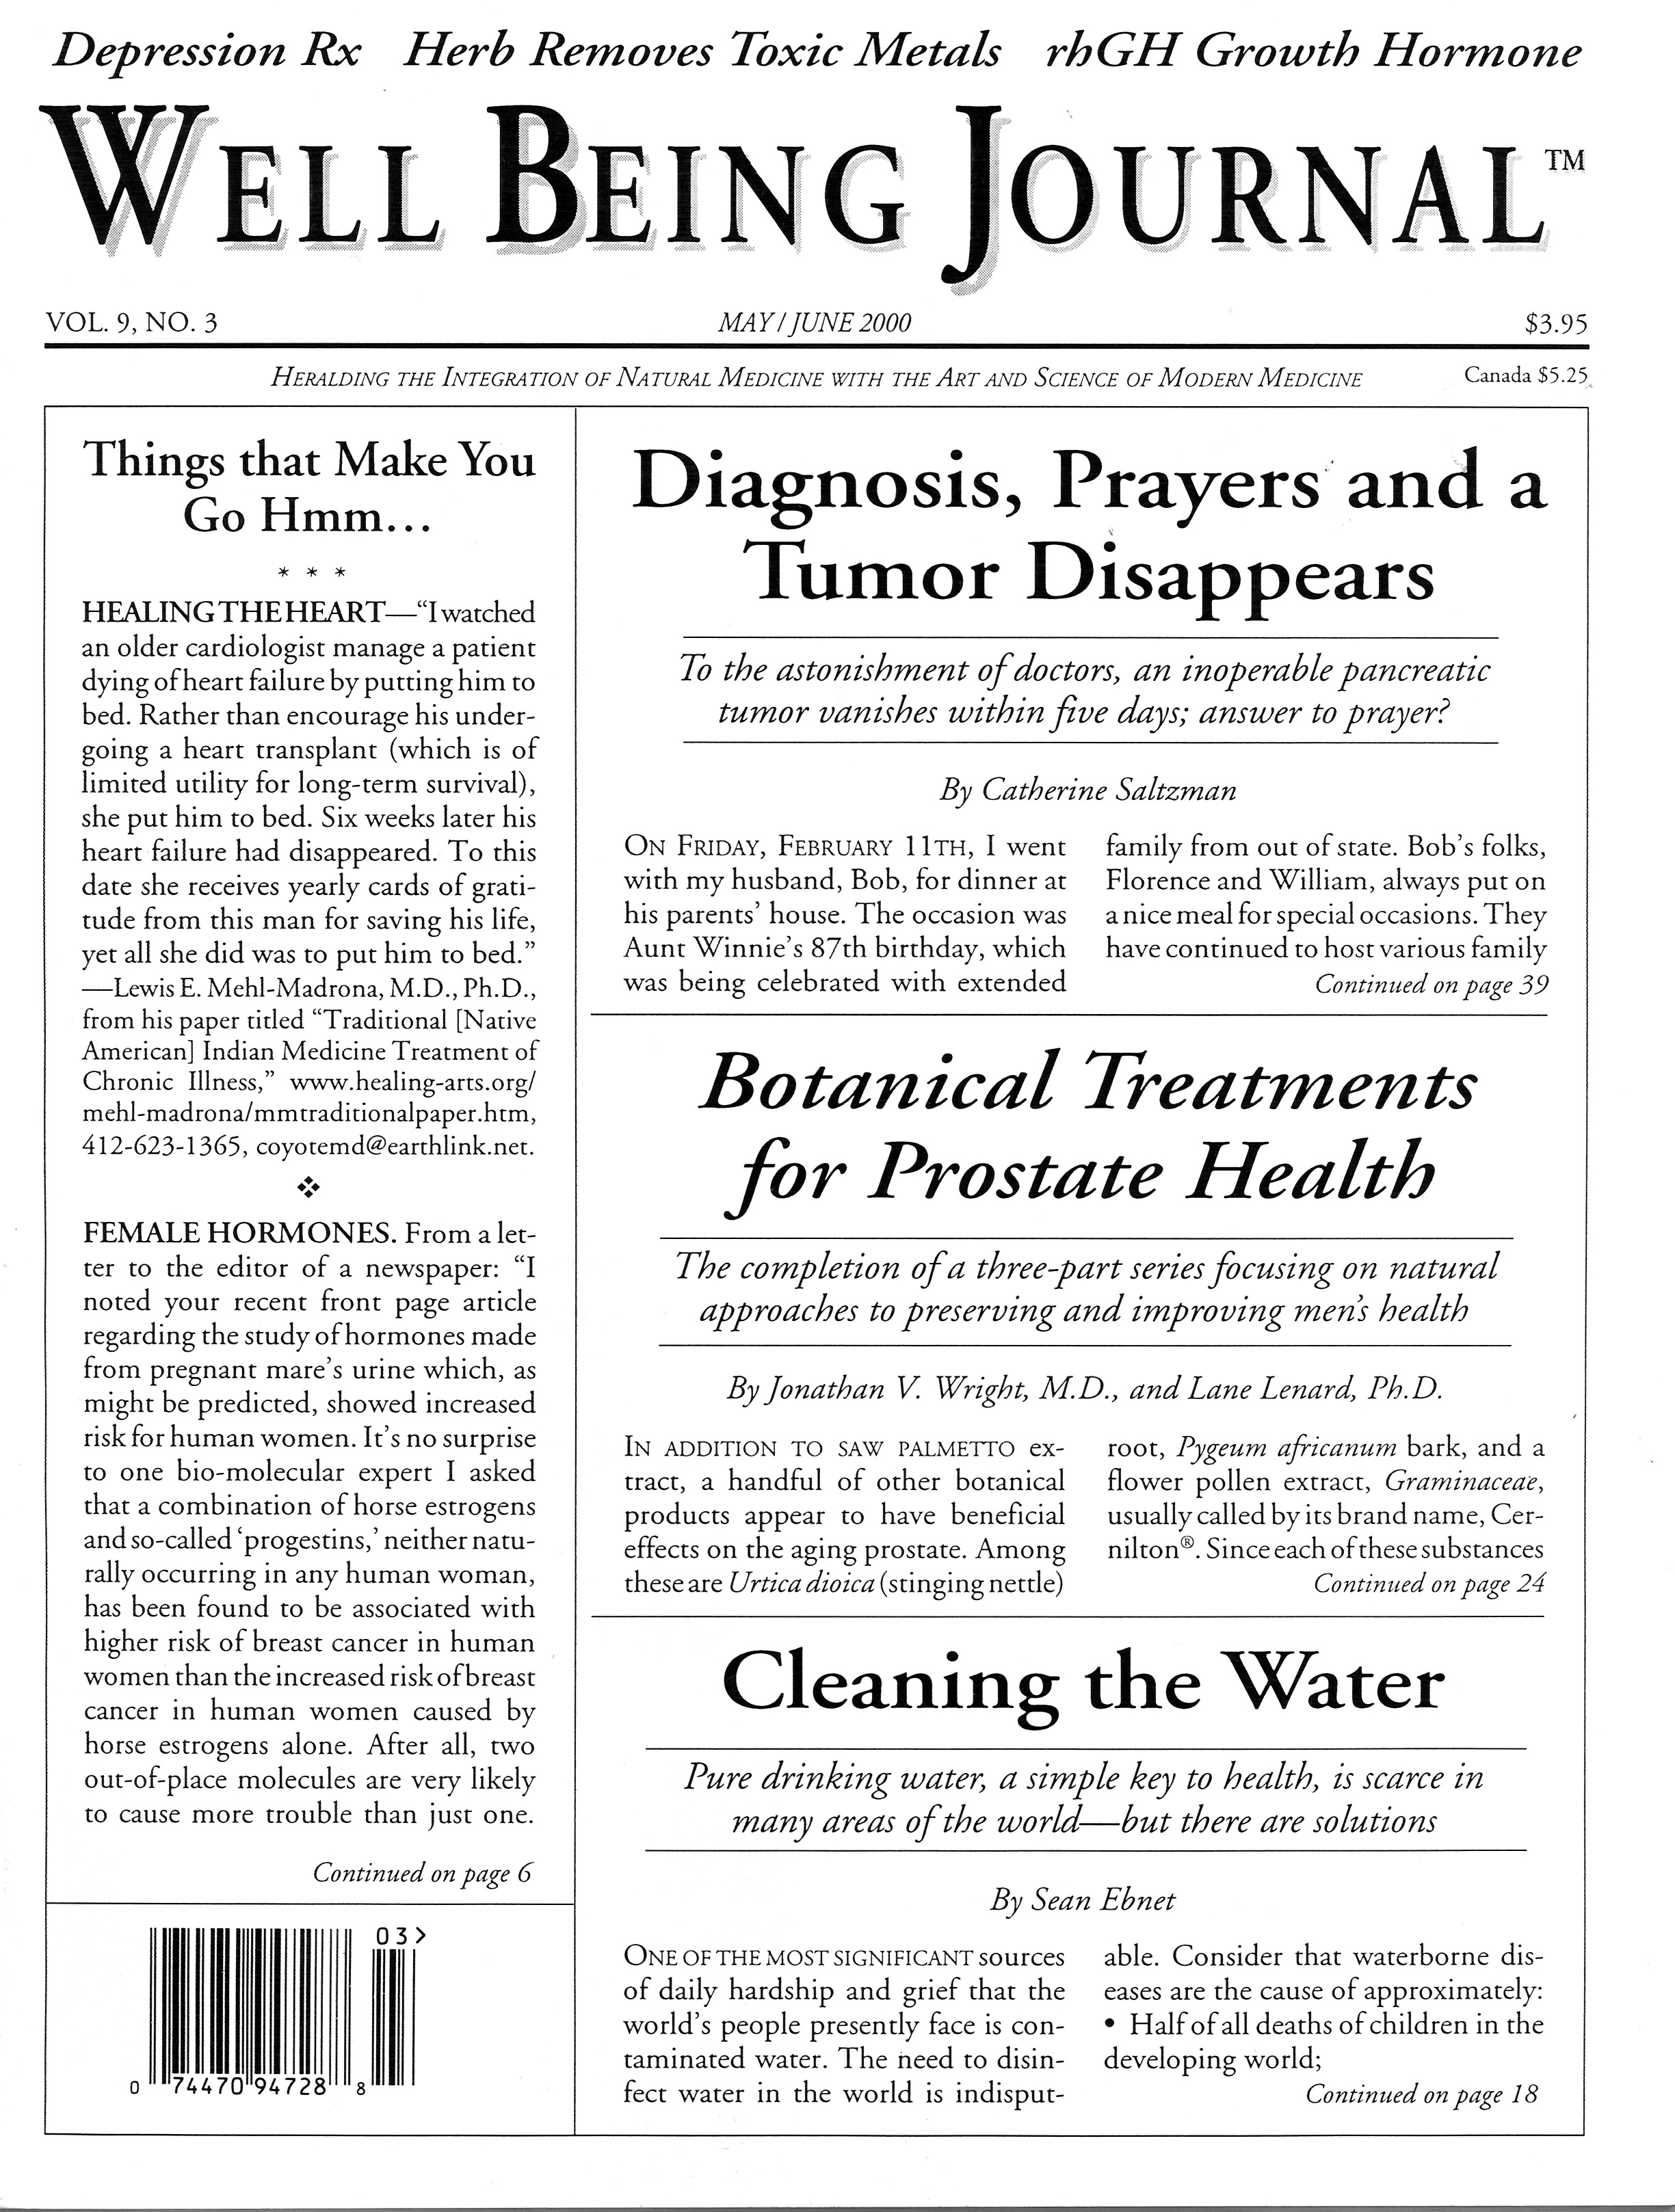 Depression Rx Herb Removes Toxic Metals rhGH Growth Hormone
WELL BEING JOURNAL™
VOL. 9, NO. 3 MAY/JUNE 2000 $3.95
HERALDING THE INTEGRATION OF NATURAL MEDICINE WITH THE ART AND SCIENCE OF MODERN MEDICINE Canada $5.25
Things that Make You
Go Hmm...
* * *
HEALING THE HEART—“I watched
an older cardiologist manage a patient
dying of heart failure by putting him to
bed. Rather than encourage his under-
going a heart transplant (which is of
limited utility for long-term survival),
she put him to bed. Six weeks later his
heart failure had disappeared. To this
date she receives yearly cards of grati-
tude from this man for saving his life,
yet all she did was to put him to bed.”
—Lewis E. Mehl-Madrona, M.D., Ph.D.,
from his paper titled “Traditional [Native
American] Indian Medicine Treatment of
Chronic Illness,” www.healing-arts.org/
mehl-madrona/mmtraditionalpaper.htm,
412-623-1365, coyotemd@earthlink.net.
FEMALE HORMONES. From a let-
ter to the editor of a newspaper: “I
noted your recent front page article
regarding the study of hormones made
from pregnant mare’s urine which, as
might be predicted, showed increased
risk for human women. It’s no surprise
to one bio-molecular expert I asked
that a combination of horse estrogens
and so-called ‘progestins,’ neither natu-
rally occurring in any human woman,
has been found to be associated with
higher risk of breast cancer in human
women than the increased risk of breast
cancer in human women caused by
horse estrogens alone. After all, two
out-of-place molecules are very likely
to cause more trouble than just one.
Continued on page 6
03>
0 74470 94728 8
Diagnosis, Prayers and a
Tumor Disappears
To the astonishment of doctors, an inoperable pancreatic
tumor vanishes within five days; answer to prayer?
By Catherine Saltzman
ON FRIDAY, FEBRUARY 11TH, I went
with my husband, Bob, for dinner at
his parents’ house. The occasion was
Aunt Winnie’s 87th birthday, which
was being celebrated with extended
family from out of state. Bob’s folks,
Florence and William, always put on
a nice meal for special occasions. They
have continued to host various family
Continued on page 39
Botanical Treatments
for Prostate Health
The completion of a three-part series focusing on natural
approaches to preserving and improving men’s health
By Jonathan V. Wright, M.D., and Lane Lenard, Ph.D.
IN ADDITION TO SAW PALMETTO ex-
tract, a handful of other botanical
products appear to have beneficial
effects on the aging prostate. Among
these are Urtica dioica (stinging nettle)
root, Pygeum africanum bark, and a
flower pollen extract, Graminaceae,
usually called by its brand name, Cer-
nilton®. Since each of these substances
Continued on page 24
Cleaning the Water
Pure drinking water, a simple key to health, is scarce in
many areas of the world—but there are solutions
By Sean Ebnet
ONE OF THE MOST SIGNIFICANT sources
of daily hardship and grief that the
world’s people presently face is con-
taminated water. The need to disin-
fect water in the world is indisput-
able. Consider that waterborne dis-
eases are the cause of approximately:
• Half of all deaths of children in the
developing world;
Continued on page 18